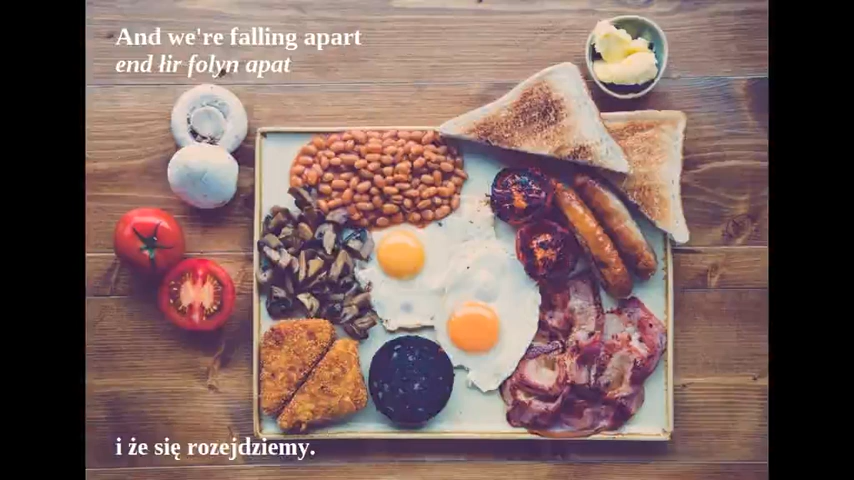 And we're falling apart
end łir folyn apat
i że się rozejdziemy.